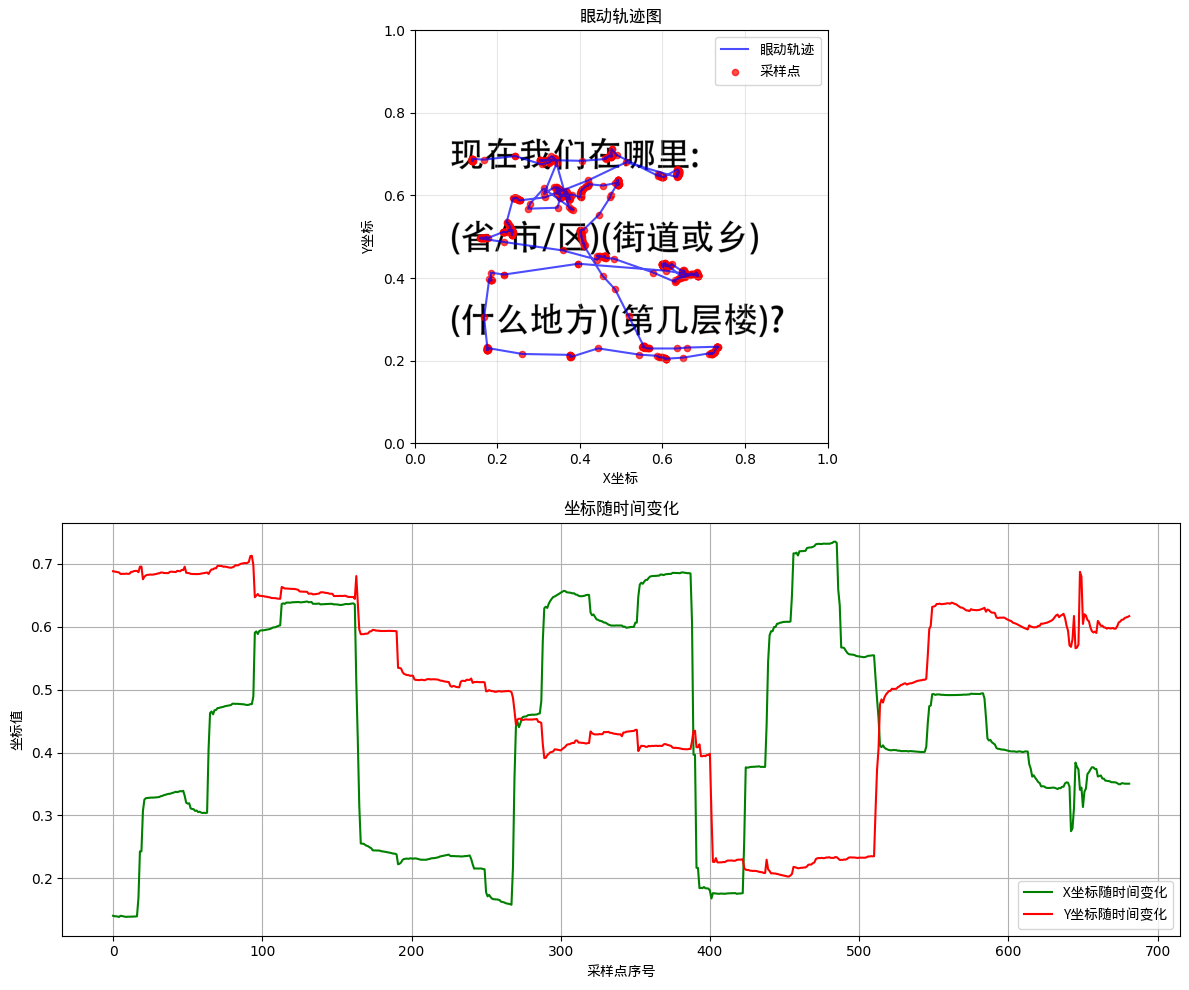 眼动轨迹图
1.0
0.8
0.6
0.4
0.2
0.0
Y坐标
眼动轨迹
采样点
现在我们在哪里:
(省/市/区)(街道或乡)
(什么地方)(第几层楼)?
0.0 0.2 0.4 0.6 0.8 1.0
X坐标
坐标随时间变化
0.7
0.6
0.5
0.4
0.3
0.2
坐标值
X坐标随时间变化
Y坐标随时间变化
0 100 200 300 400 500 600 700
采样点序号